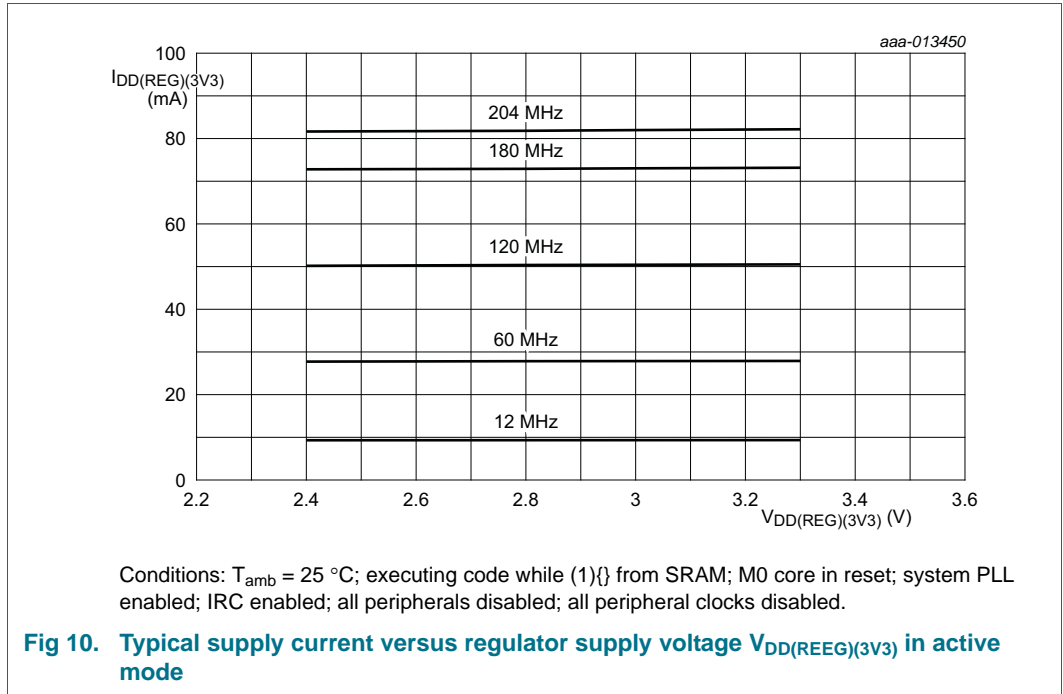 aaa-013450
100
IDD(REG)(3V3)
(mA)
204 MHz
80
180 MHz
60
120 MHz
40
60 MHz
20
12 MHz
0
2.2 2.4 2.6 2.8 3 3.2 3.4 3.6
VDD(REG)(3V3) (V)
Conditions: Tamb = 25 °C; executing code while (1){} from SRAM; M0 core in reset; system PLL
enabled; IRC enabled; all peripherals disabled; all peripheral clocks disabled.
Fig 10. Typical supply current versus regulator supply voltage VDD(REEG)(3V3) in active
mode